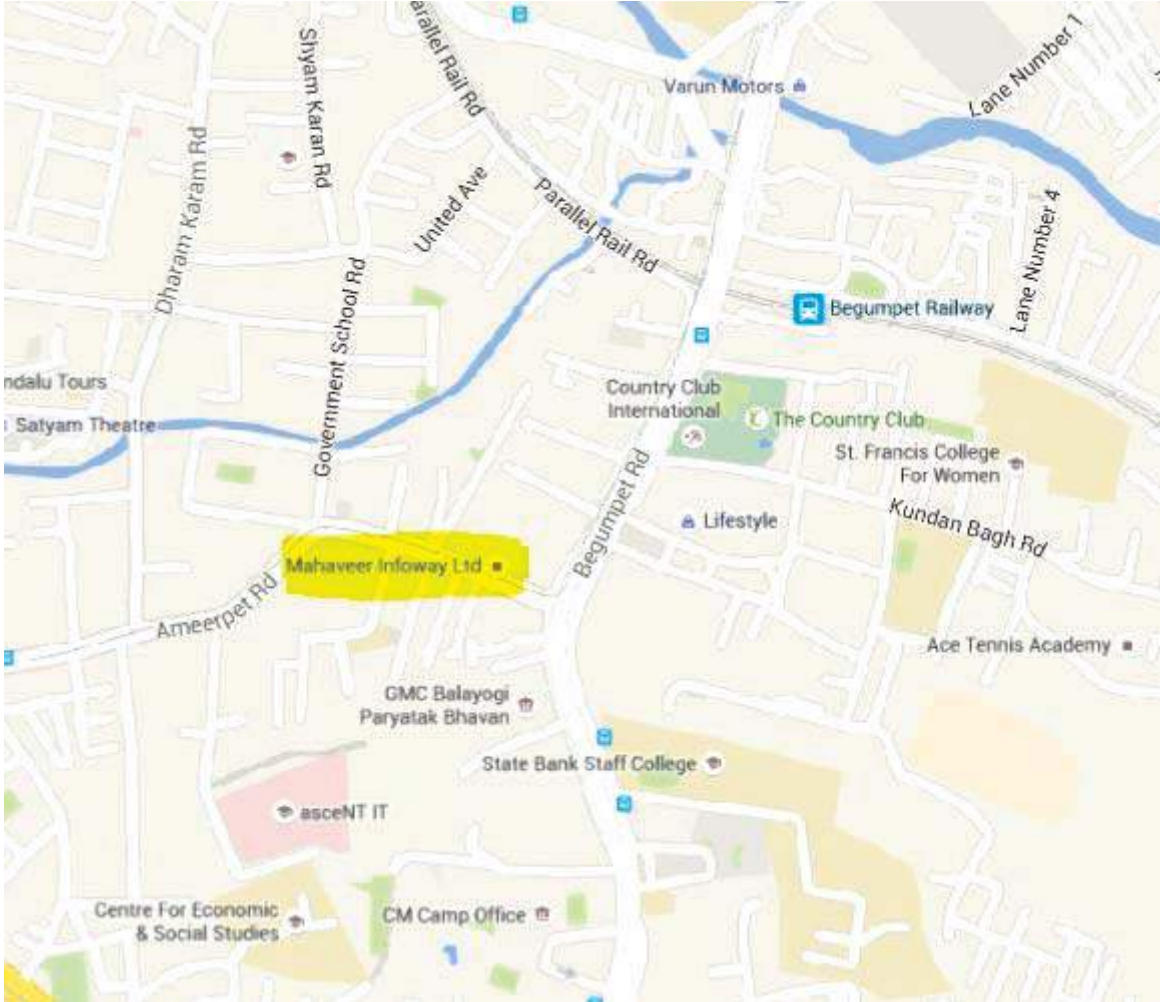 Parallel Rail Rd
Shyam Karan Rd
Varun Motors
Lane Number 1
Dharam Karam Rd
United Ave
Parallel Rail Rd
Lane Number 4
Government School Rd
Begumpet Railway
ndalu Tours
Country Club
International
The Country Club
Satyam Theatre
St. Francis College
For Women
Begumpet Rd
Lifestyle
Kundan Bagh Rd
Mahaveer Infoway Ltd
Ameerpet Rd
Ace Tennis Academy
GMC Balayogi
Paryatak Bhavan
State Bank Staff College
asceNT IT
Centre For Economic
& Social Studies
CM Camp Office